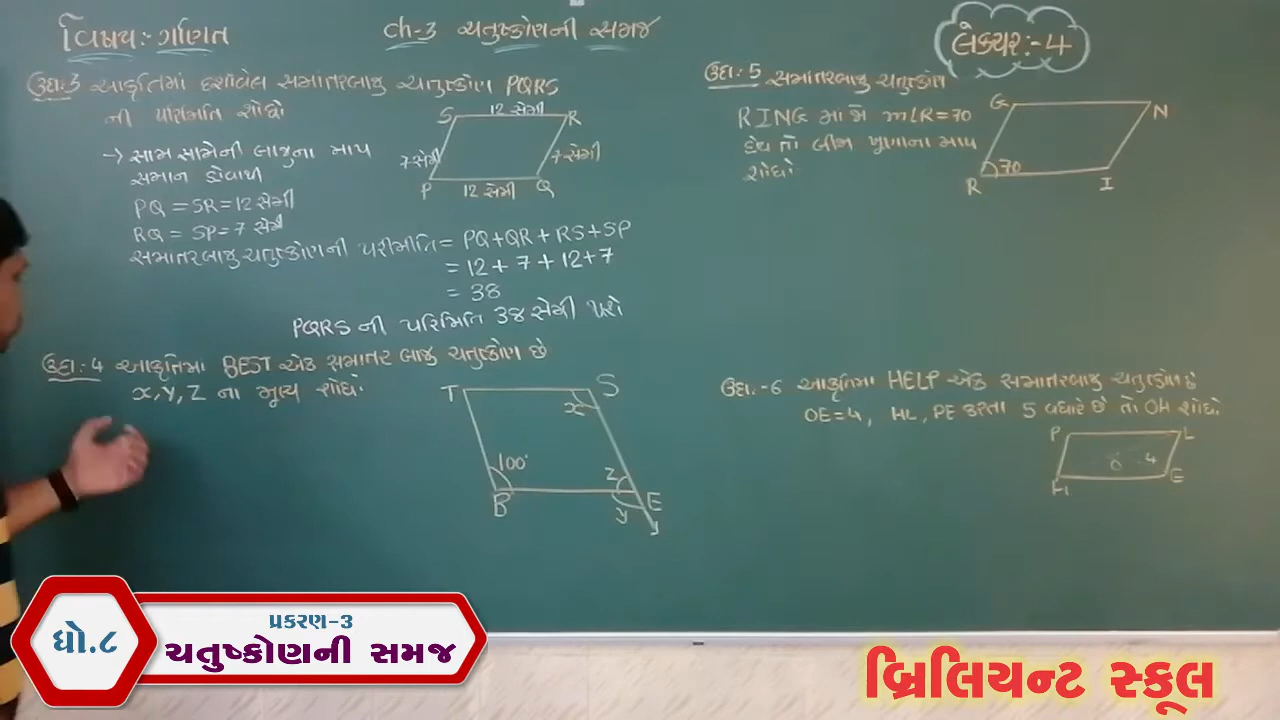 વિષય:- ગણિત
ch-3 ચતુષ્કોણની સમજ
લેક્ચર:-4
ઉદા:3 આકૃતિમાં દર્શાવેલ સમાંતરબાજુ ચતુષ્કોણ PQRS
ની પરિમિતિ શોધો
S 12 સેમી R
7 સેમી 7 સેમી
P 12 સેમી Q
→ સામ સામેની બાજુના માપ
સમાન હોવાથી
PQ = SR = 12 સેમી
RQ = SP = 7 સેમી
સમાંતરબાજુ ચતુષ્કોણની પરીમીતિ = PQ + QR + RS + SP
= 12 + 7 + 12 + 7
= 38
PQRS ની પરિમિતિ 38 સેમી થશે
ઉદા:4 આકૃતિમા BEST એક સમાંતર બાજુ ચતુષ્કોણ છે
x, y, z ના મૂલ્ય શોધો
T S
x
100° z
B E
y
ઉદા:5 સમાંતરબાજુ ચતુષ્કોણ
RING મા જો m∠R=70
હોય તો બીજા ખુણાના માપ
શોધો
G N
70
R I
ઉદા.-6 આકૃતિમા HELP એક સમાંતરબાજુ ચતુષ્કોણ છે
OE=4, HL, PE કરતા 5 વધારે છે તો OH શોધો
P L
O 4
H E
ધો.૮
પ્રકરણ-૩
ચતુષ્કોણની સમજ
બ્રિલિયન્ટ સ્કૂલ